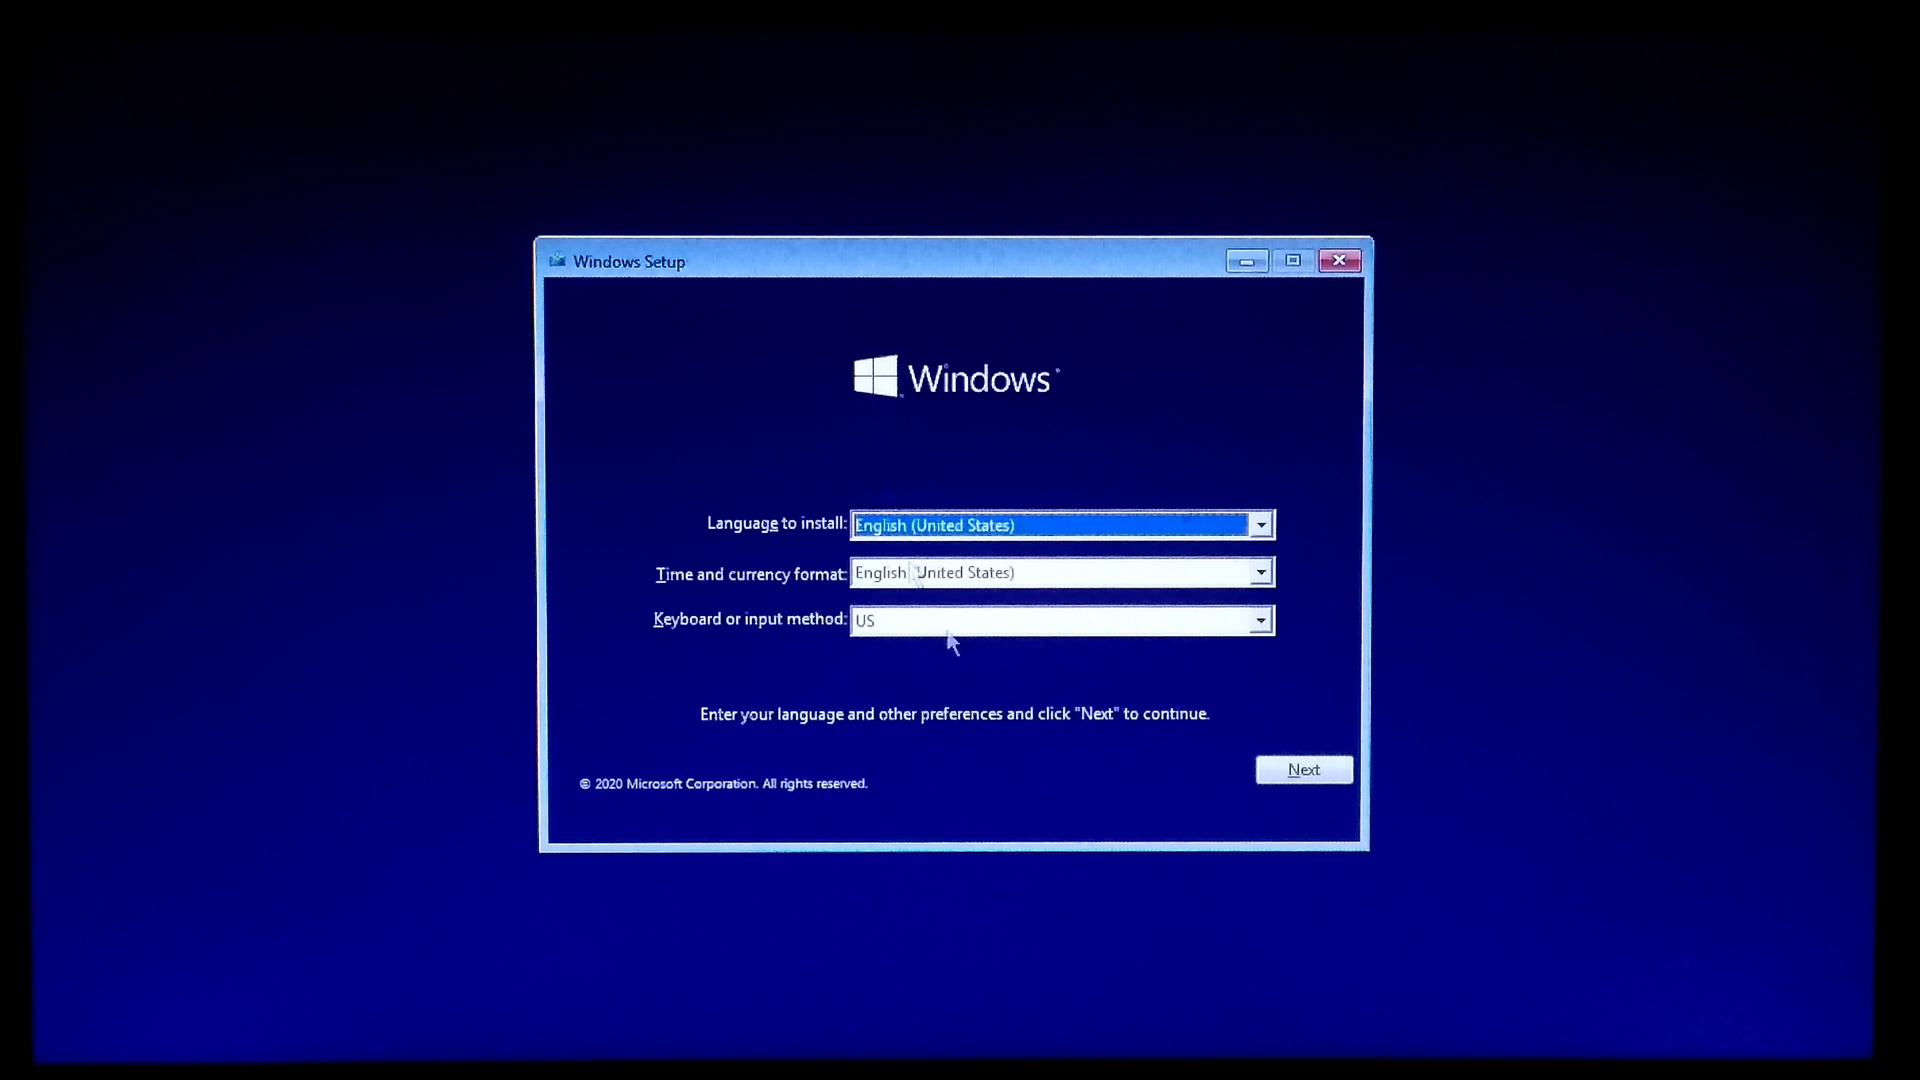 Windows Setup
Windows
Language to install: English (United States)
Time and currency format: English (United States)
Keyboard or input method: US
Enter your language and other preferences and click "Next" to continue.
Next
© 2020 Microsoft Corporation. All rights reserved.